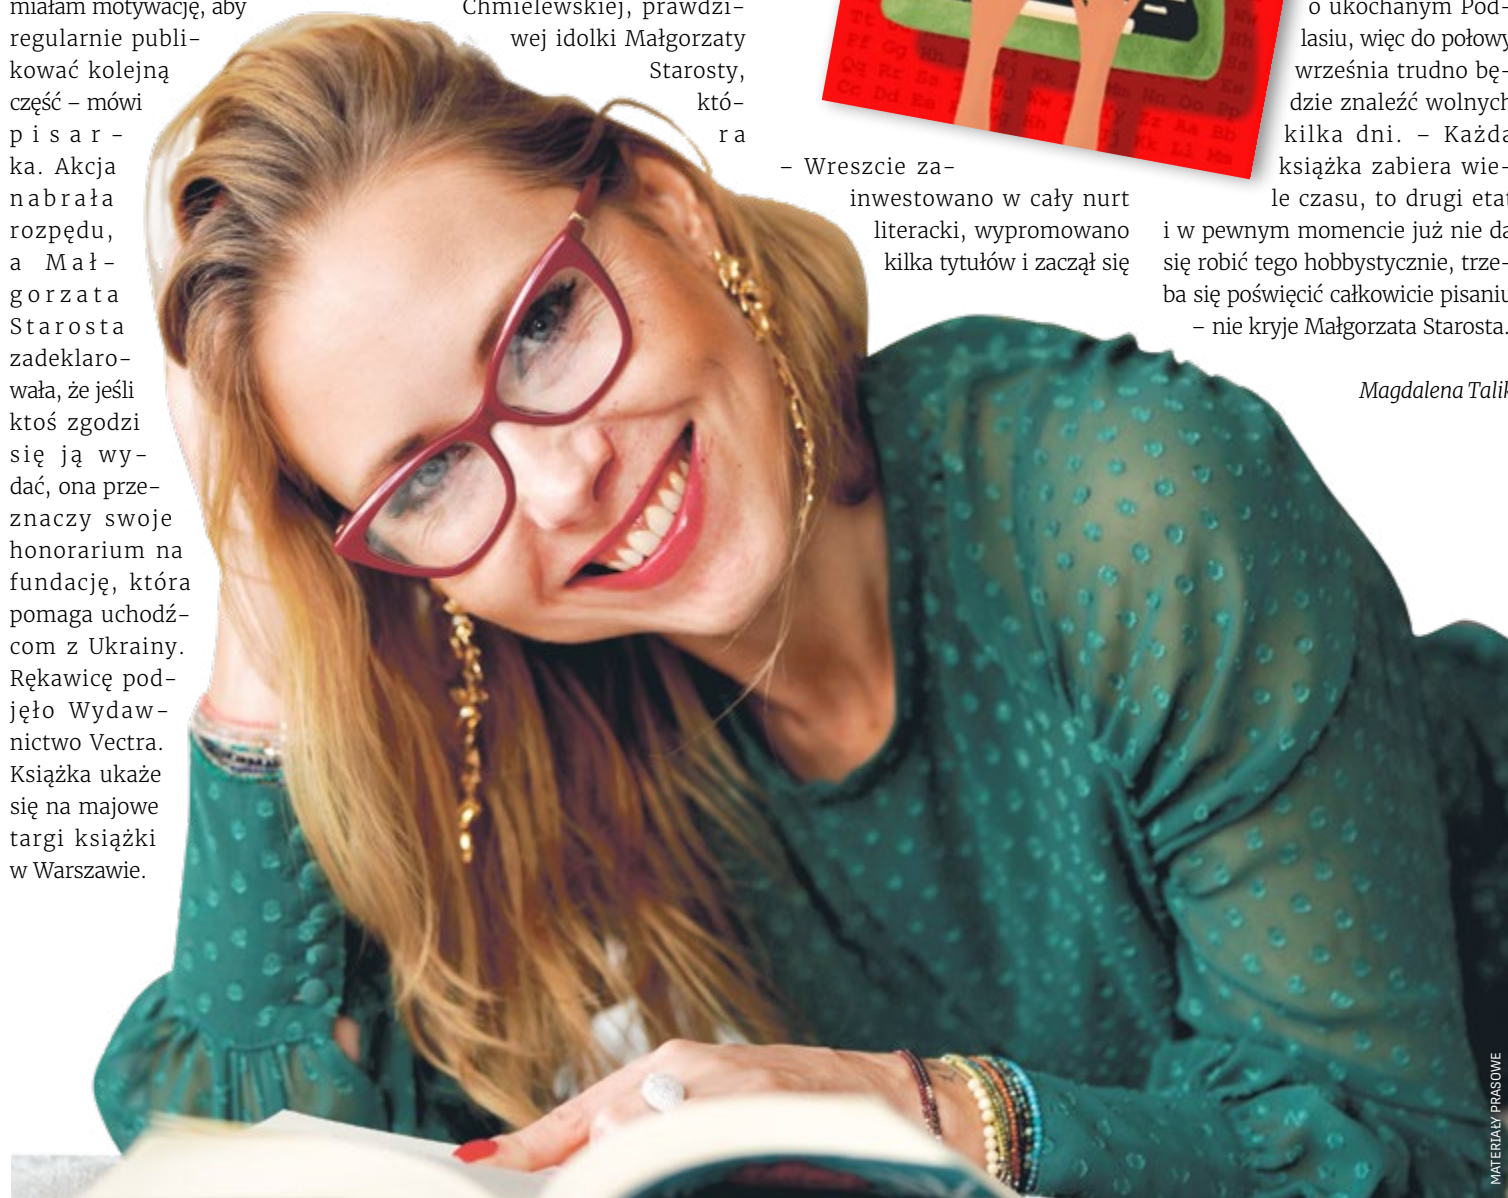 miałam motywację, aby
regularnie publi-
kować kolejną
część – mówi
pisar-
ka. Akcja
nabrała
rozpędu,
a Mał-
gorzata
Starosta
zadeklaro-
wała, że jeśli
ktoś zgodzi
się ją wy-
dać, ona prze-
znaczy swoje
honorarium na
fundację, która
pomaga uchodź-
com z Ukrainy.
Rękawicę pod-
jęło Wydaw-
nictwo Vectra.
Książka ukaże
się na majowe
targi książki
w Warszawie.
Chmielewskiej, prawdzi-
wej idolki Małgorzaty
Starosty,
któ-
ra
– Wreszcie za-
inwestowano w cały nurt
literacki, wypromowano
kilka tytułów i zaczął się
o ukochanym Pod-
lasiu, więc do połowy
września trudno bę-
dzie znaleźć wolnych
kilka dni. – Każda
książka zabiera wie-
le czasu, to drugi etat
i w pewnym momencie już nie da
się robić tego hobbystycznie, trze-
ba się poświęcić całkowicie pisaniu
– nie kryje Małgorzata Starosta.
Magdalena Talik
MATERIAŁY PRASOWE